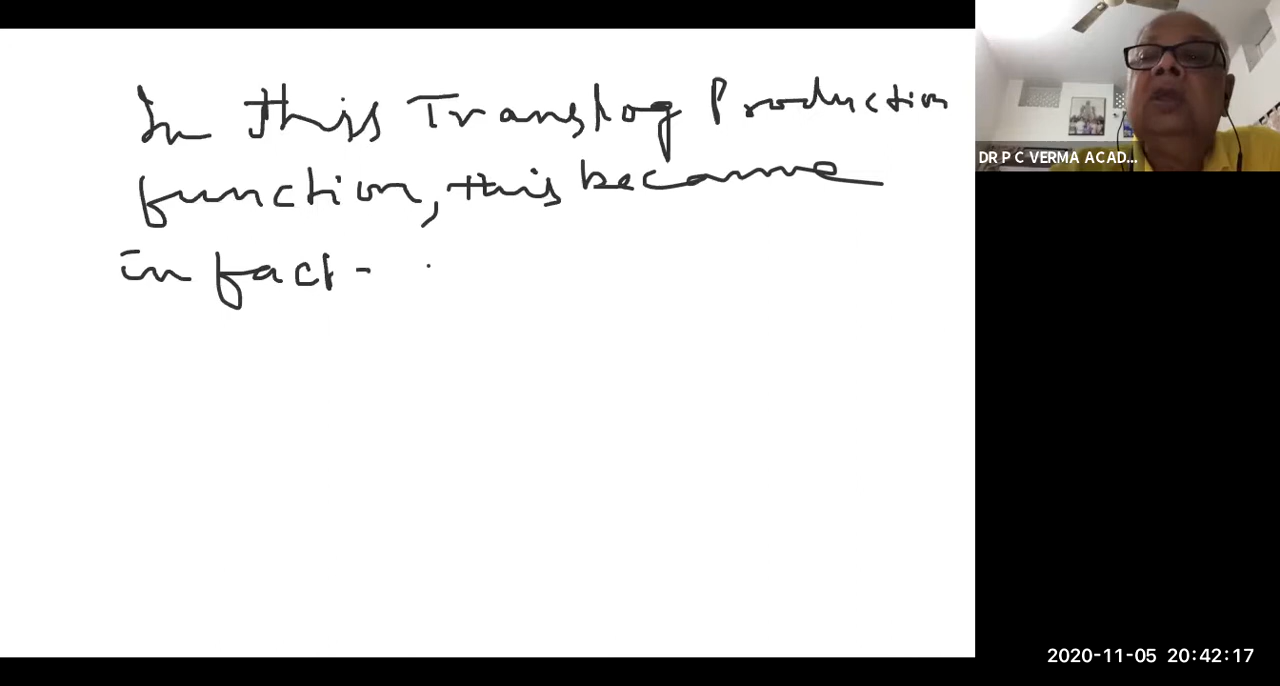 In this Translog Production
function, this became
in fact -
DR P C VERMA ACAD...
2020-11-05 20:42:17